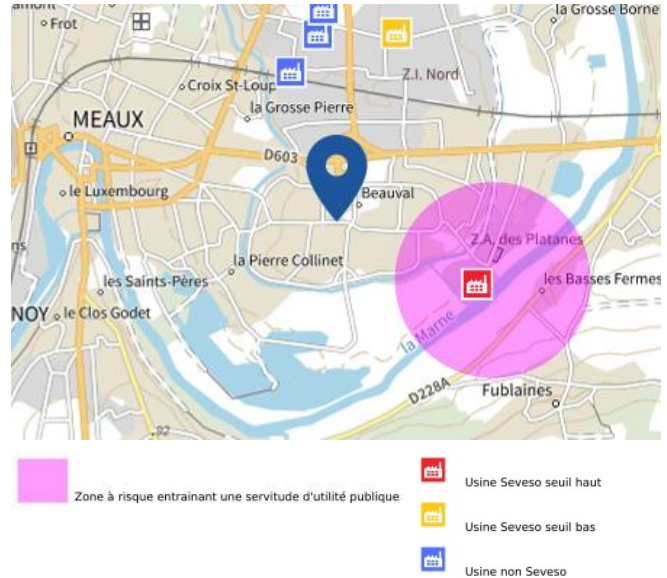 la Grosse Borne
Frot
Z.I. Nord
Croix St-Loup
la Grosse Pierre
MEAUX
D603
le Luxembourg
Beauval
Z.A. des Platanes
la Pierre Collinet
les Saints-Pères
les Basses Fermes
NOY
le Clos Godet
la Marne
D228A
Fublaines
92
Zone à risque entrainant une servitude d'utilité publique
Usine Seveso seuil haut
Usine Seveso seuil bas
Usine non Seveso